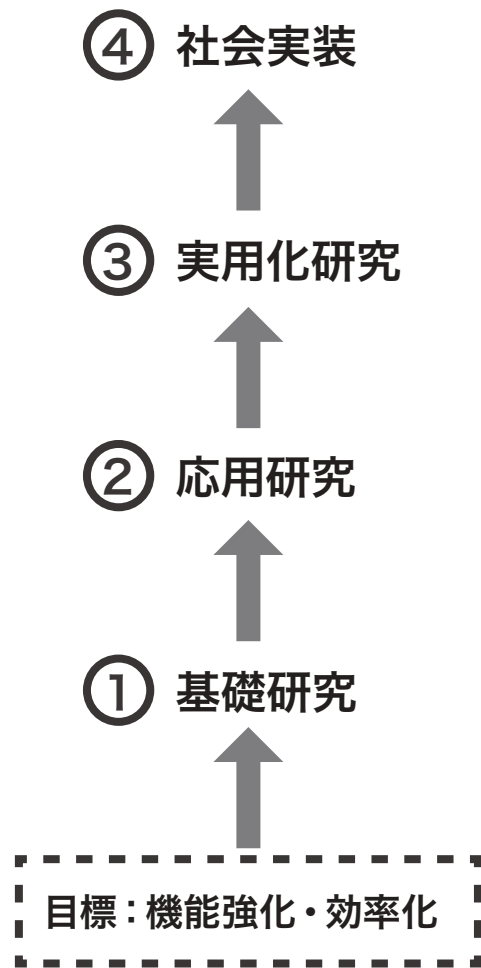 ④ 社会実装
③ 実用化研究
② 応用研究
① 基礎研究
目標：機能強化・効率化